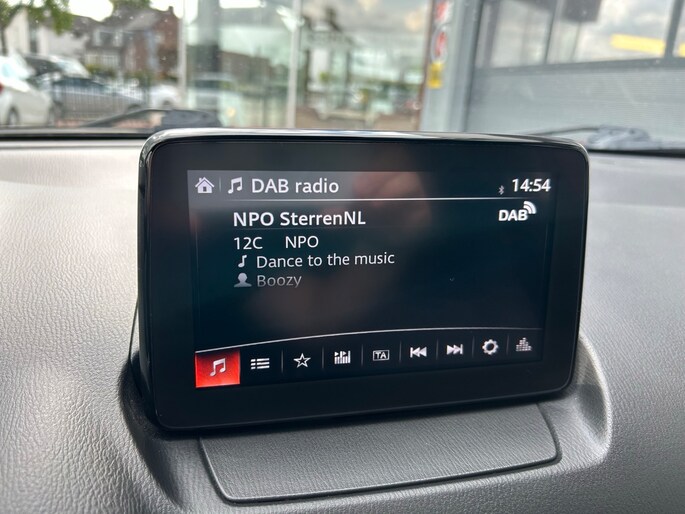 DAB radio
14:54
NPO SterrenNL
DAB
12C NPO
Dance to the music
Boozy
TA